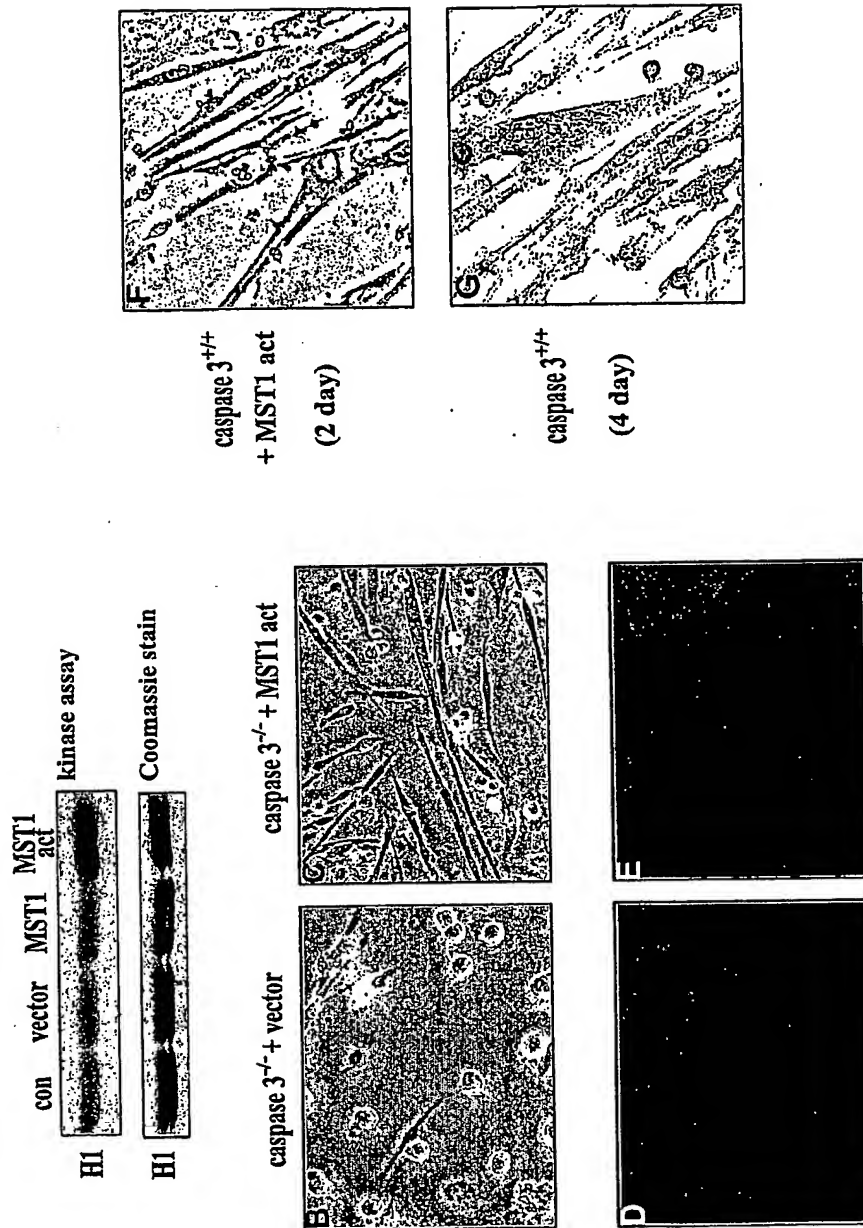 con vector MST1 MST1 act
H1 kinase assay
H1 Coomassie stain
caspase 3-/- + vector
B
caspase 3-/- + MST1 act
C
D
E
caspase 3+/+
+ MST1 act
(2 day)
F
caspase 3+/+
(4 day)
G